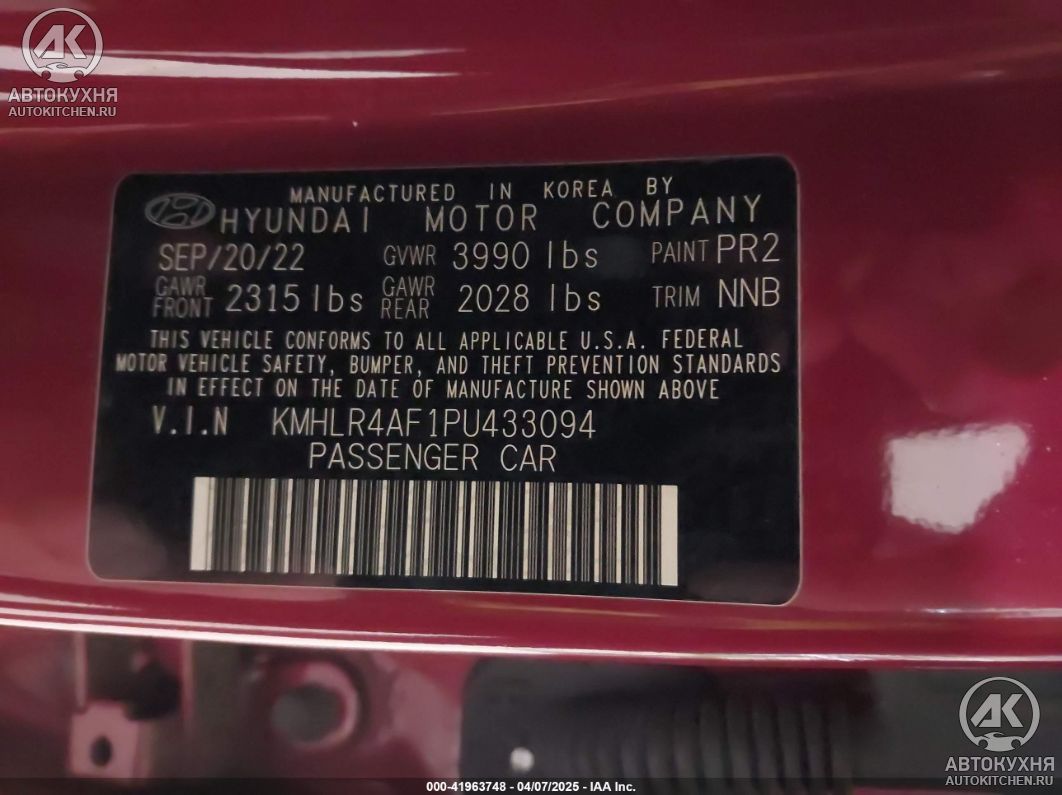 АВТОКУХНЯ
AUTOKITCHEN.RU
MANUFACTURED IN KOREA BY
HYUNDAI MOTOR COMPANY
SEP/20/22 GVWR 3990 lbs PAINT PR2
GAWR FRONT 2315 lbs GAWR REAR 2028 lbs TRIM NNB
THIS VEHICLE CONFORMS TO ALL APPLICABLE U.S.A. FEDERAL
MOTOR VEHICLE SAFETY, BUMPER, AND THEFT PREVENTION STANDARDS
IN EFFECT ON THE DATE OF MANUFACTURE SHOWN ABOVE
V.I.N KMHLR4AF1PU433094
PASSENGER CAR
АК
АВТОКУХНЯ
AUTOKITCHEN.RU
000-41963748 - 04/07/2025 - IAA Inc.